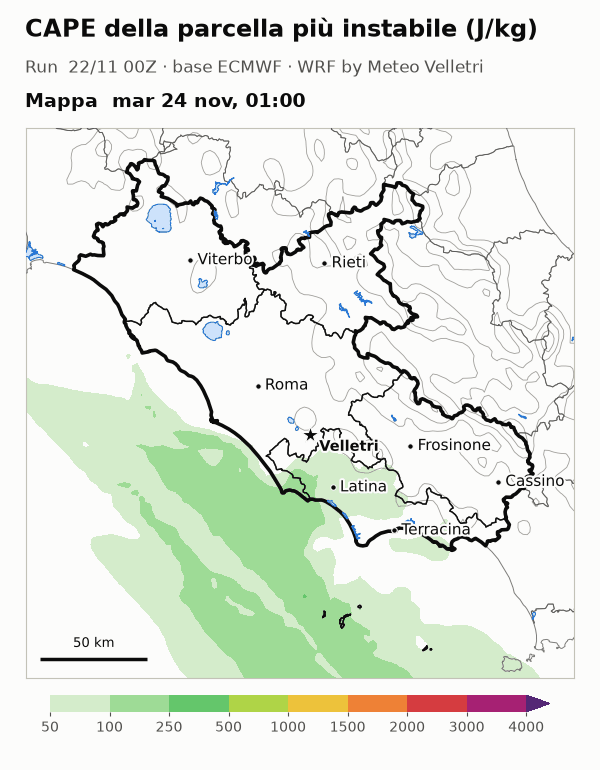 CAPE della parcella più instabile (J/kg)
Run  22/11 00Z · base ECMWF · WRF by Meteo Velletri
Mappa  mar 24 nov, 01:00
Viterbo
Rieti
Roma
Velletri
Frosinone
Latina
Cassino
Terracina
50 km
50 100 250 500 1000 1500 2000 3000 4000